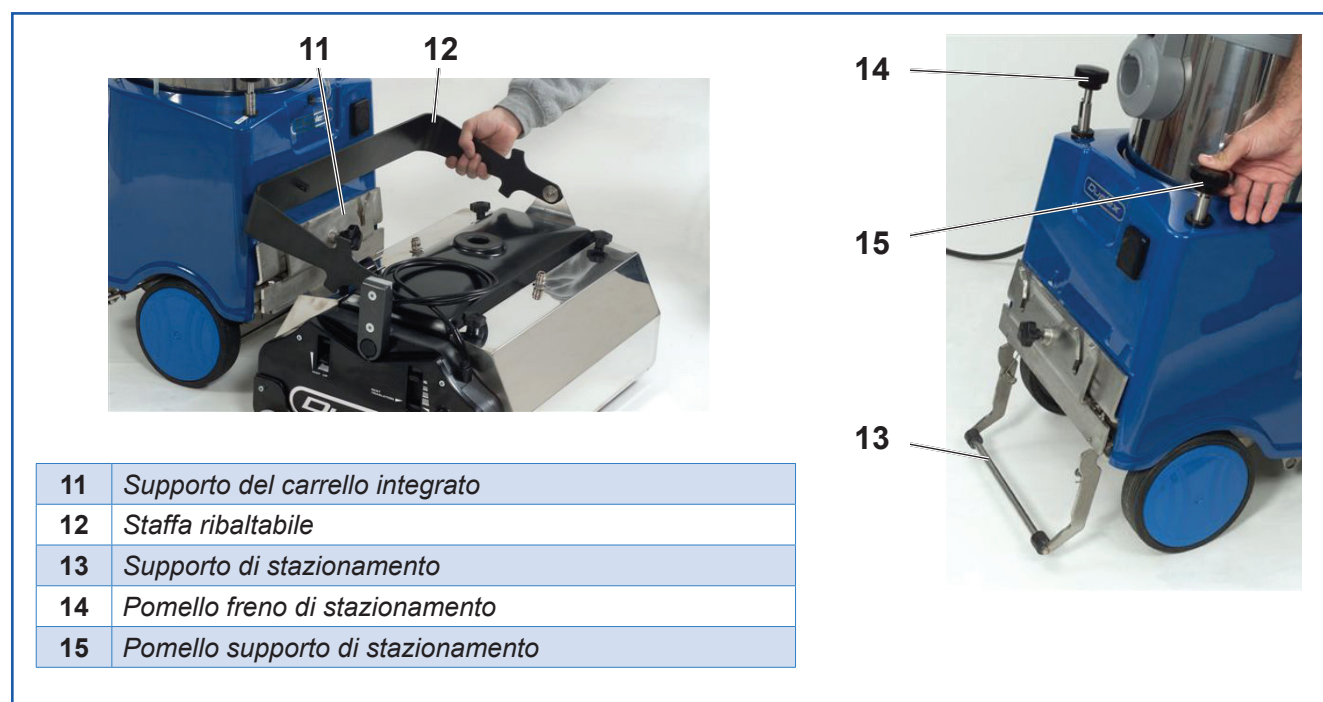 11 12
11 Supporto del carrello integrato
12 Staffa ribaltabile
13 Supporto di stazionamento
14 Pomello freno di stazionamento
15 Pomello supporto di stazionamento
14
15
13
Duplex